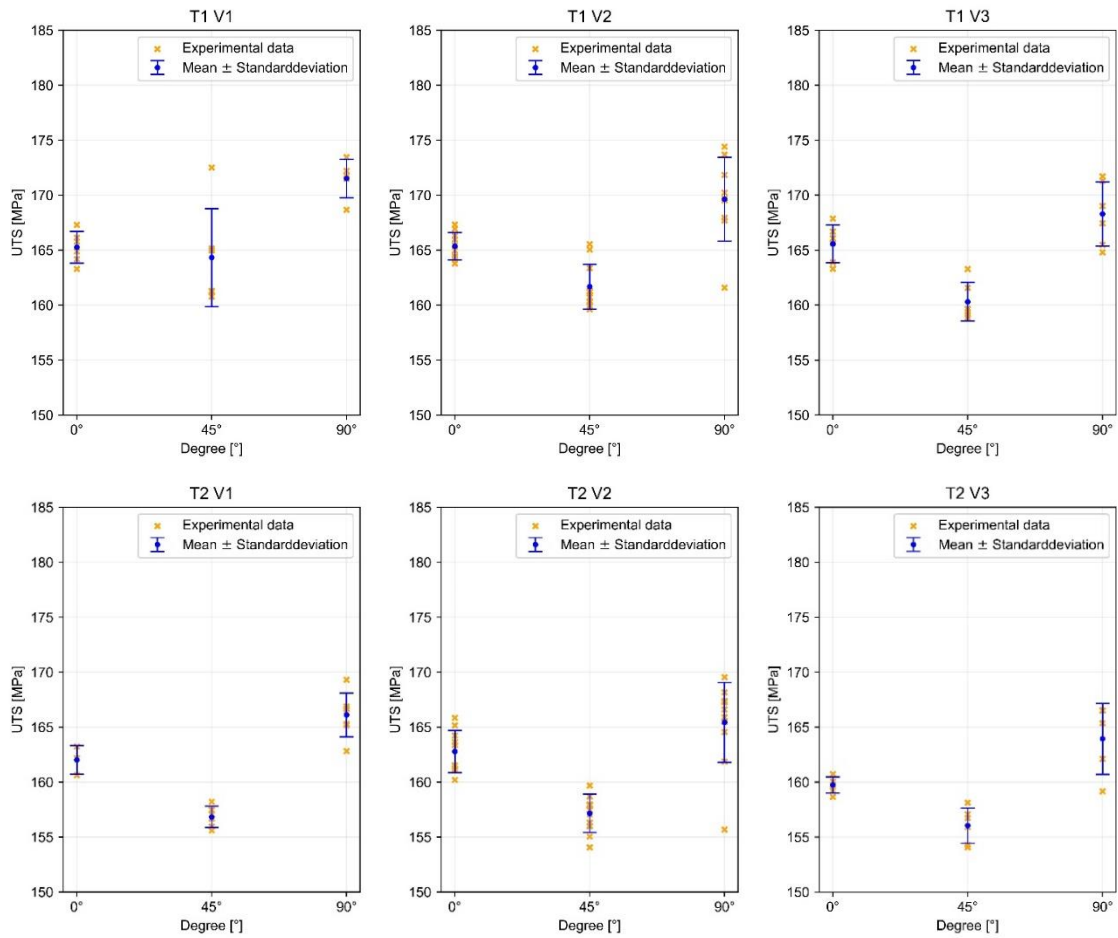 T1 V1
185
180
175
170
165
160
155
150
UTS [MPa]
Experimental data
Mean ± Standarddeviation
0°
45°
90°
Degree [°]
T1 V2
185
180
175
170
165
160
155
150
UTS [MPa]
Experimental data
Mean ± Standarddeviation
0°
45°
90°
Degree [°]
T1 V3
185
180
175
170
165
160
155
150
UTS [MPa]
Experimental data
Mean ± Standarddeviation
0°
45°
90°
Degree [°]
T2 V1
185
180
175
170
165
160
155
150
UTS [MPa]
Experimental data
Mean ± Standarddeviation
0°
45°
90°
Degree [°]
T2 V2
185
180
175
170
165
160
155
150
UTS [MPa]
Experimental data
Mean ± Standarddeviation
0°
45°
90°
Degree [°]
T2 V3
185
180
175
170
165
160
155
150
UTS [MPa]
Experimental data
Mean ± Standarddeviation
0°
45°
90°
Degree [°]